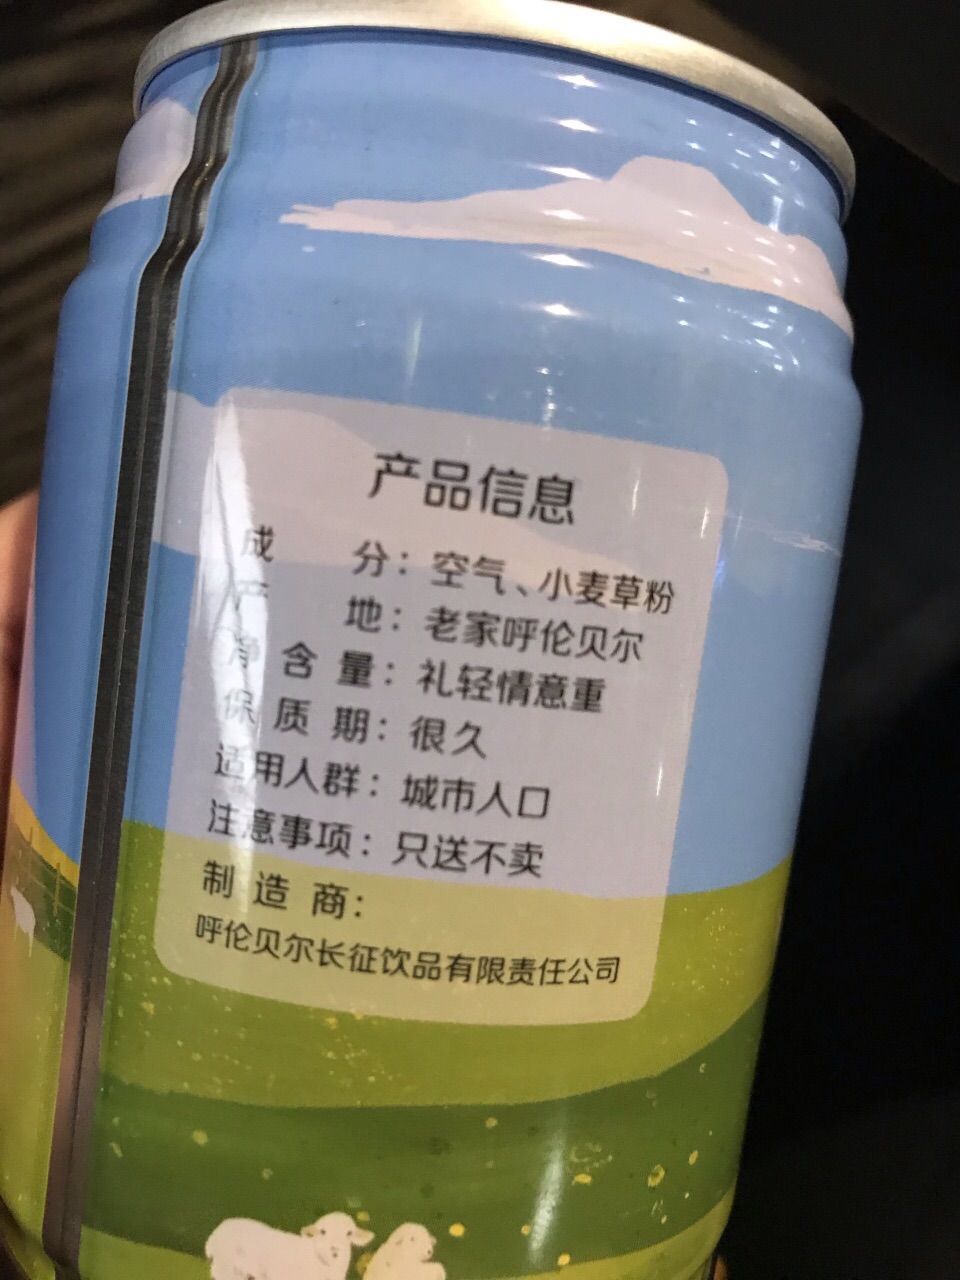 产品信息
成 分：空气、小麦草粉
产 地：老家呼伦贝尔
净 含 量：礼轻情意重
保 质 期：很久
适用人群：城市人口
注意事项：只送不卖
制 造 商：
呼伦贝尔长征饮品有限责任公司